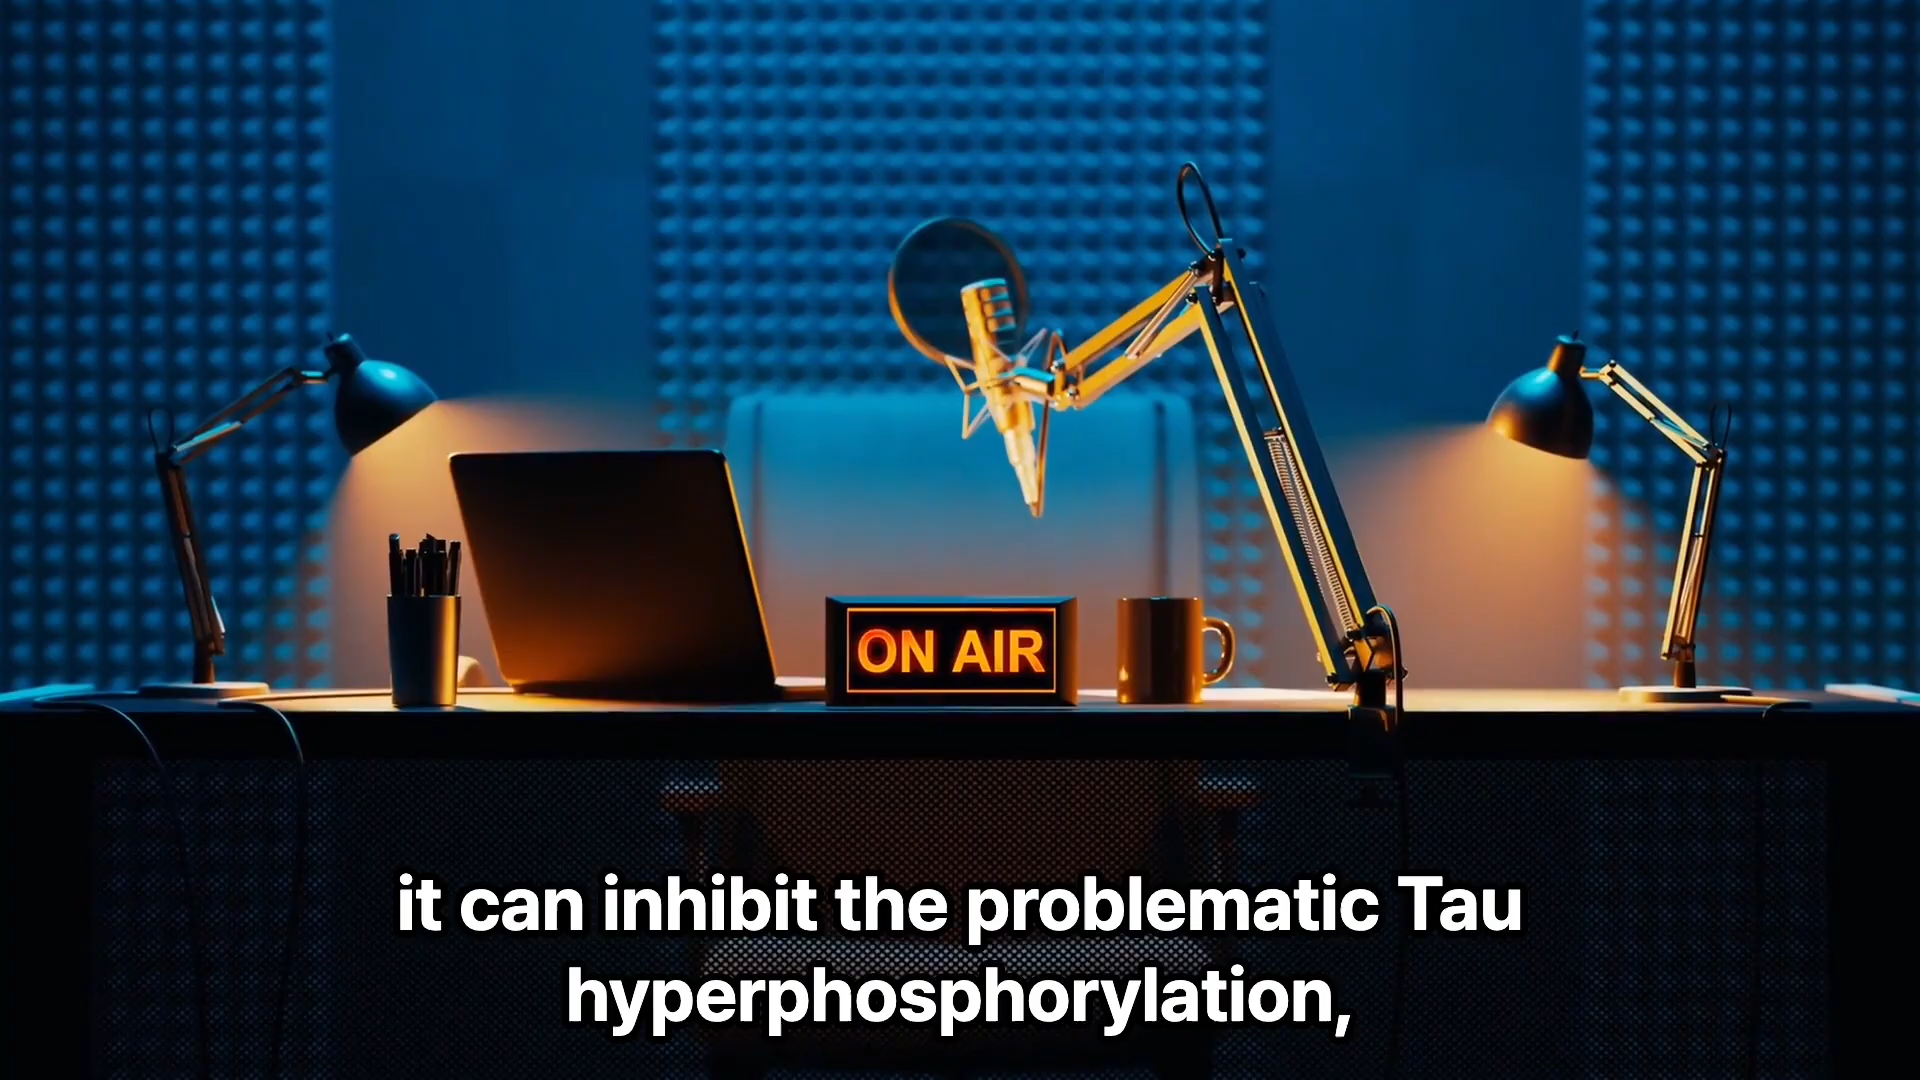 ON AIR
it can inhibit the problematic Tau
hyperphosphorylation,